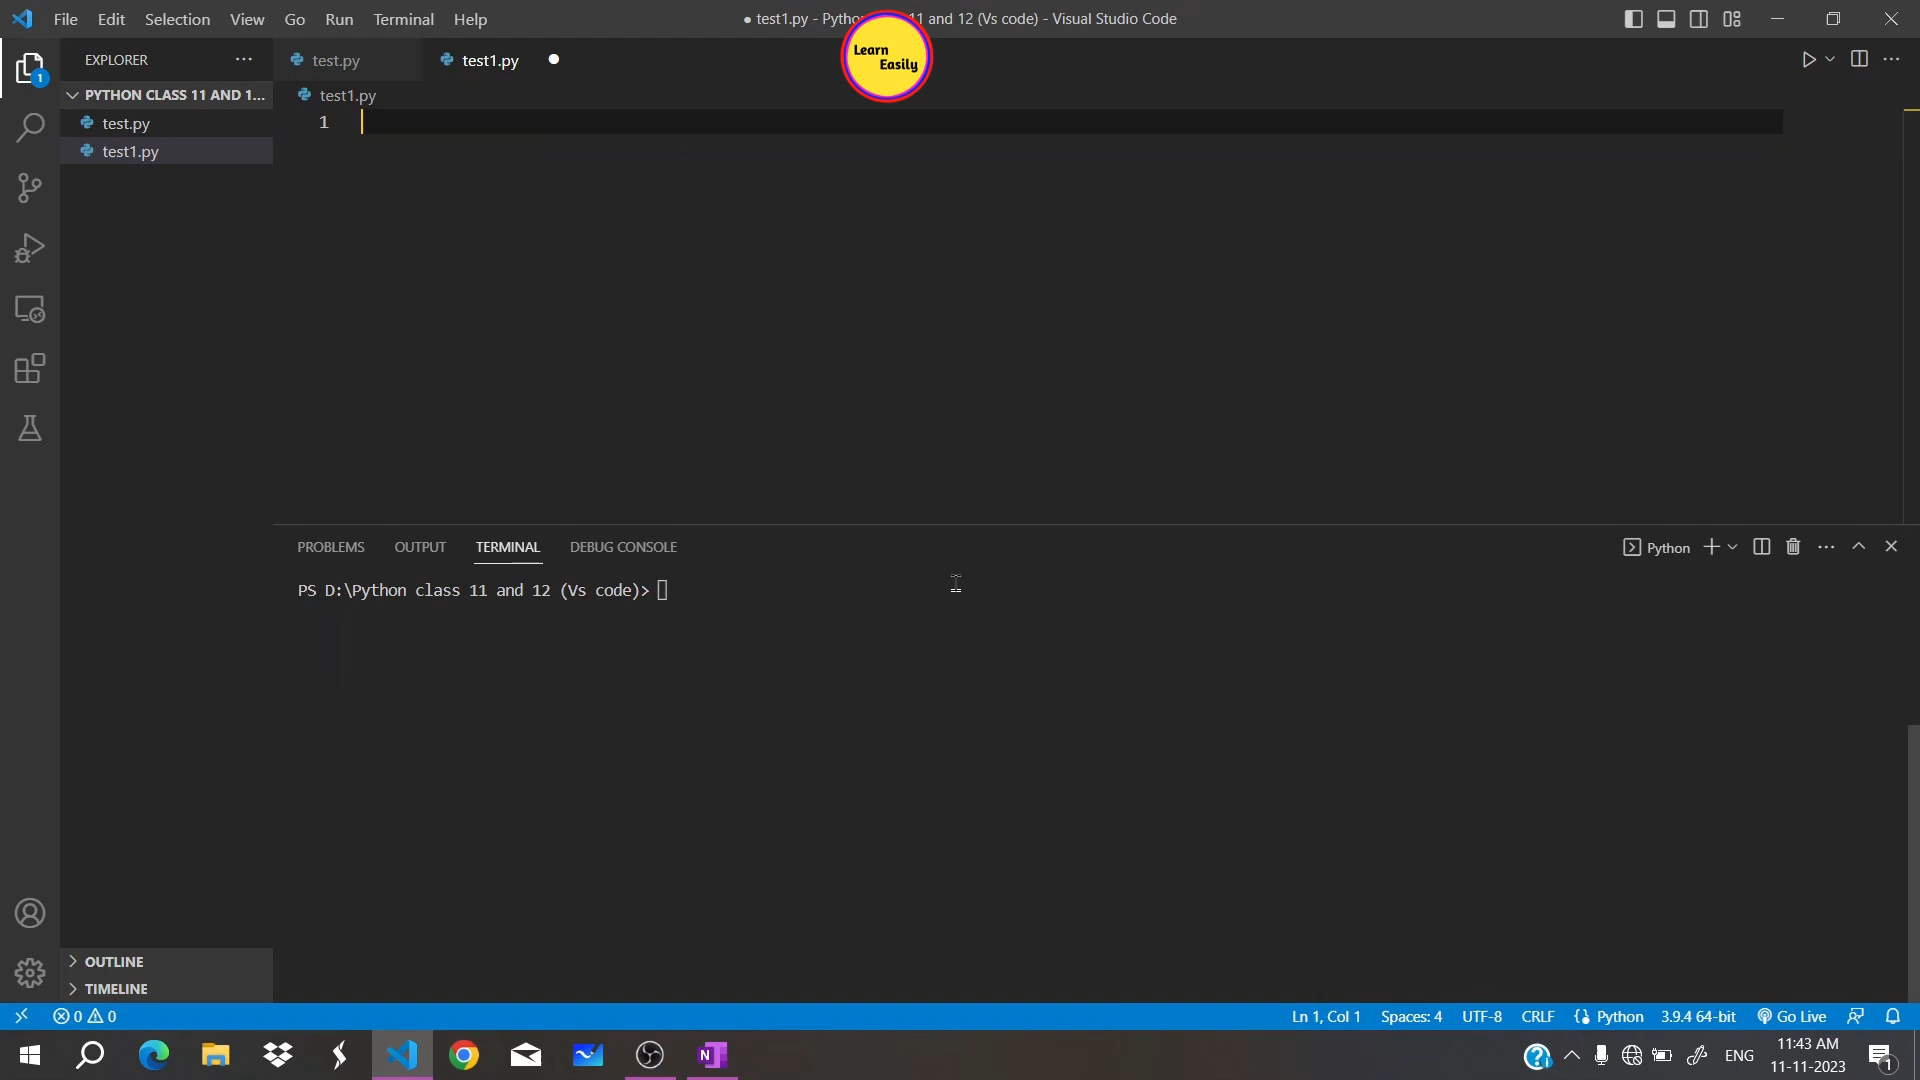 File Edit Selection View Go Run Terminal Help
● test1.py - Pytho 11 and 12 (Vs code) - Visual Studio Code
Learn
Easily
EXPLORER
test.py
test1.py
PYTHON CLASS 11 AND 1...
test1.py
test.py
1
test1.py
PROBLEMS OUTPUT TERMINAL DEBUG CONSOLE
Python
PS D:\Python class 11 and 12 (Vs code)>
OUTLINE
TIMELINE
0 0
Ln 1, Col 1 Spaces: 4 UTF-8 CRLF Python 3.9.4 64-bit Go Live
ENG
11:43 AM
11-11-2023
1